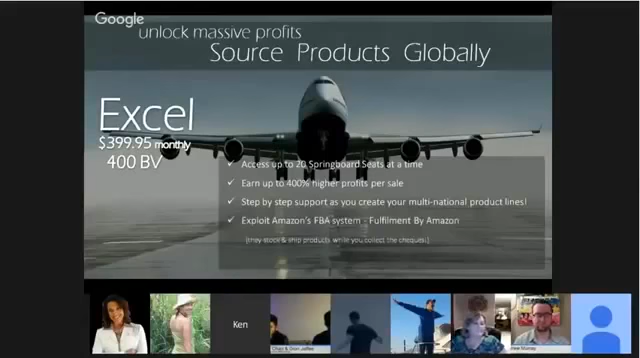 Google
unlock massive profits
Source Products Globally
Excel
$399.95 monthly
400 BV
✓ Access up to 20 Springboard Seats at a time
✓ Earn up to 400% higher profits per sale
✓ Step by step support as you create your multi-national product lines!
✓ Exploit Amazon's FBA system - Fulfilment By Amazon
(they stock & ship products while you collect the cheques!)
Ken